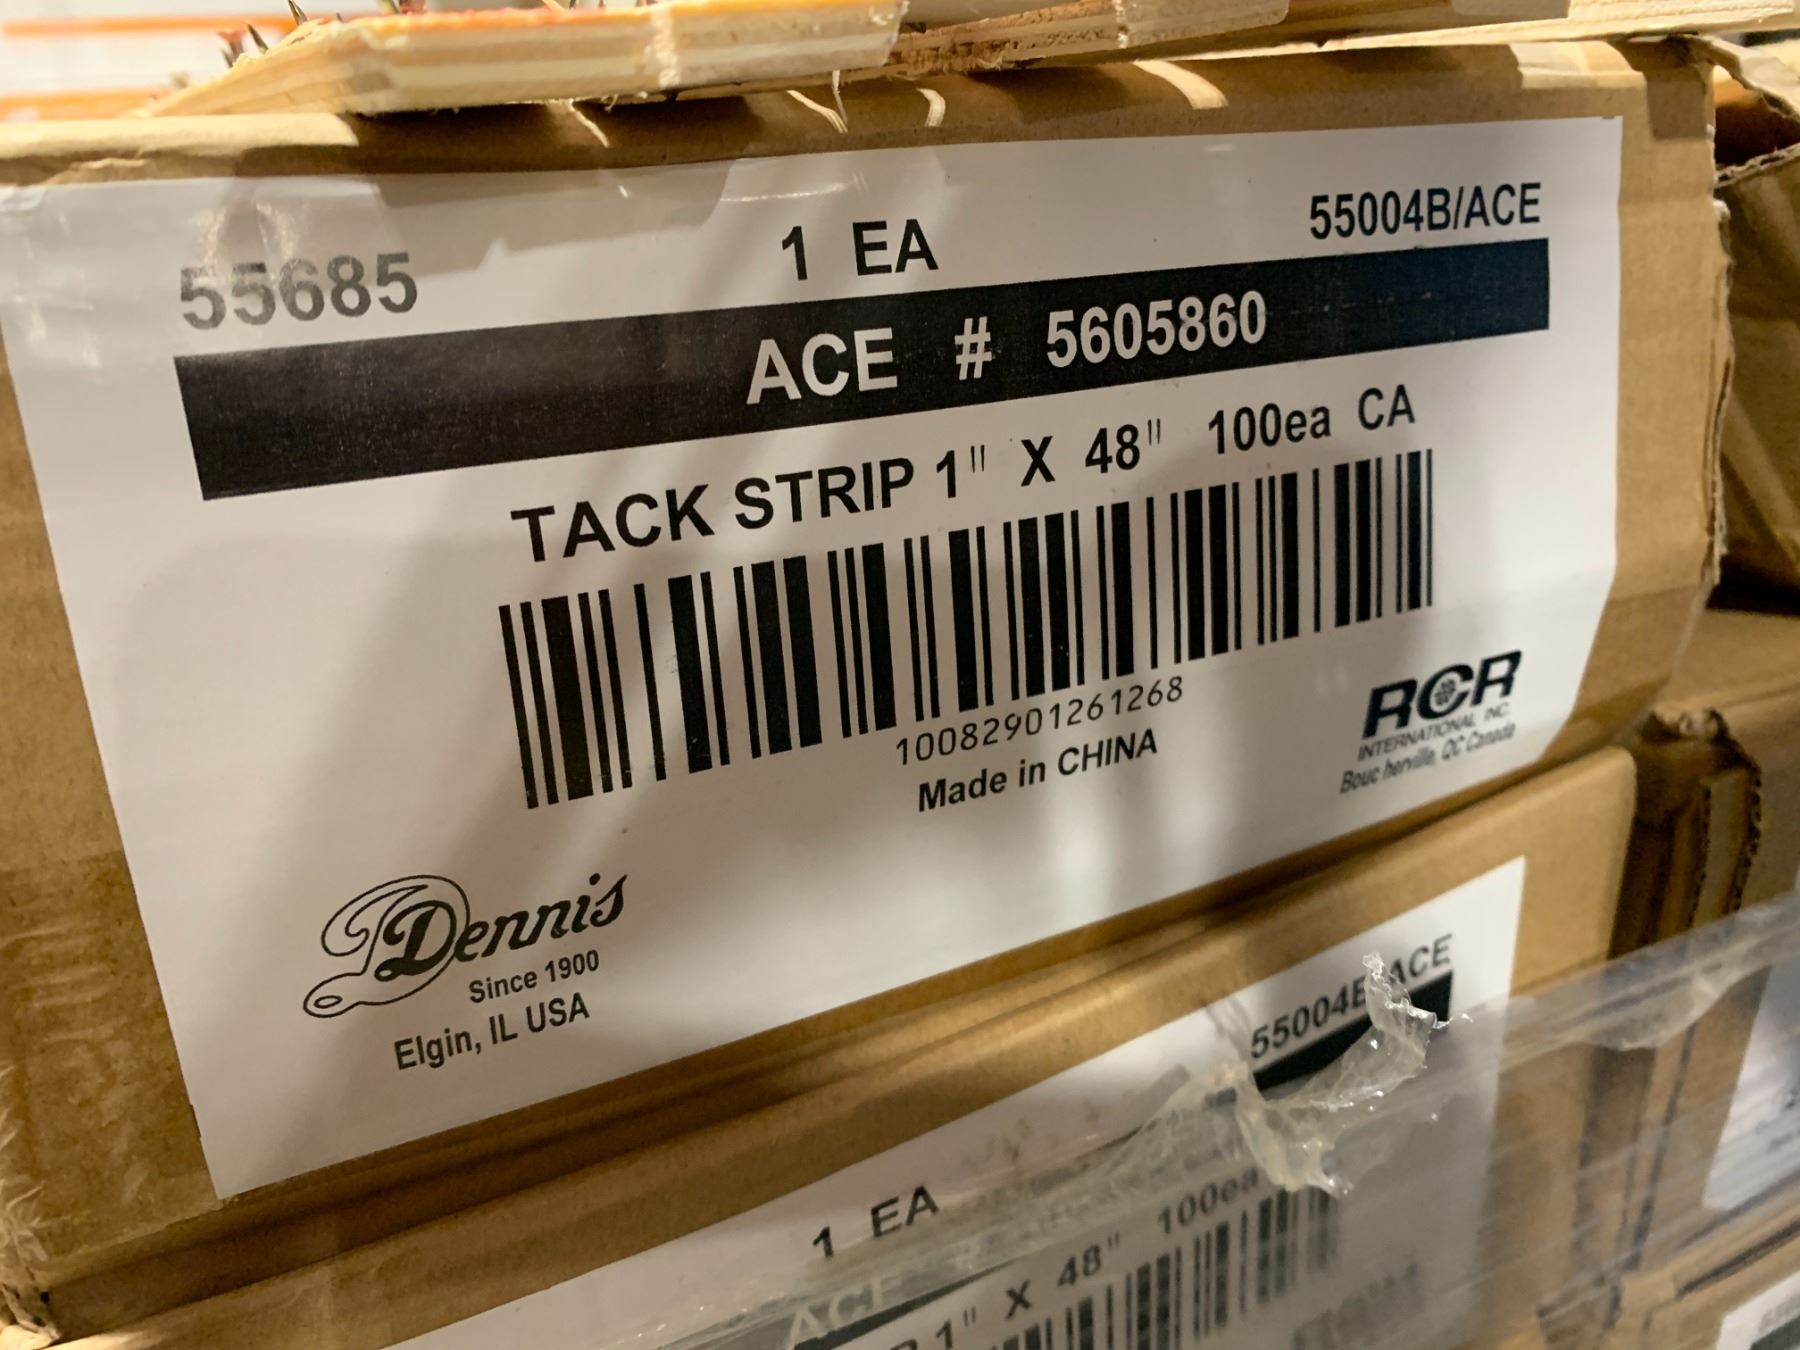 55685 1 EA 55004B/ACE
ACE # 5605860
TACK STRIP 1" X 48" 100ea CA
10082901261268
Made in CHINA
RCR
INTERNATIONAL INC.
Boucherville, QC Canada
Dennis
Since 1900
Elgin, IL USA
1 EA 55004B/ACE
ACE
1" X 48" 100ea